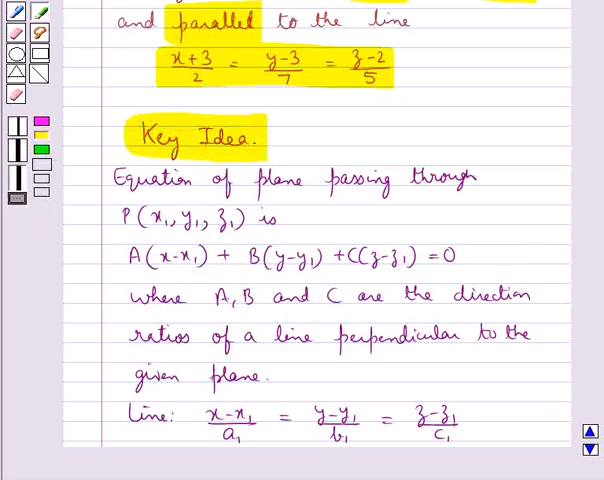 and parallel to the line
x+3/2 = y-3/7 = z-2/5
Key Idea.
Equation of plane passing through
P(x₁, y₁, z₁) is
A(x-x₁) + B(y-y₁) + C(z-z₁) = 0
where A, B and C are the direction
ratios of a line perpendicular to the
given plane.
Line: x-x₁/a₁ = y-y₁/b₁ = z-z₁/c₁